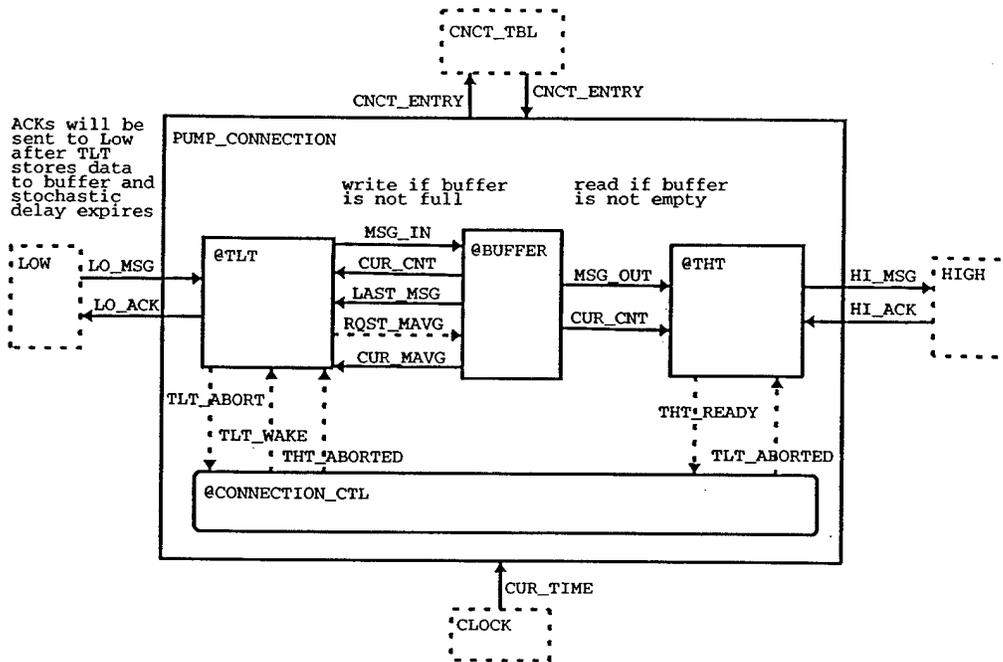 CNCT_TBL
CNCT_ENTRY
CNCT_ENTRY
ACKs will be
sent to Low
after TLT
stores data
to buffer and
stochastic
delay expires
PUMP_CONNECTION
write if buffer
is not full
read if buffer
is not empty
LOW
LO_MSG
LO_ACK
@TLT
MSG_IN
CUR_CNT
LAST_MSG
RQST_MAVG
CUR_MAVG
@BUFFER
MSG_OUT
CUR_CNT
@THT
HI_MSG
HI_ACK
HIGH
TLT_ABORT
TLT_WAKE
THT_ABORTED
THT_READY
TLT_ABORTED
@CONNECTION_CTL
CUR_TIME
CLOCK